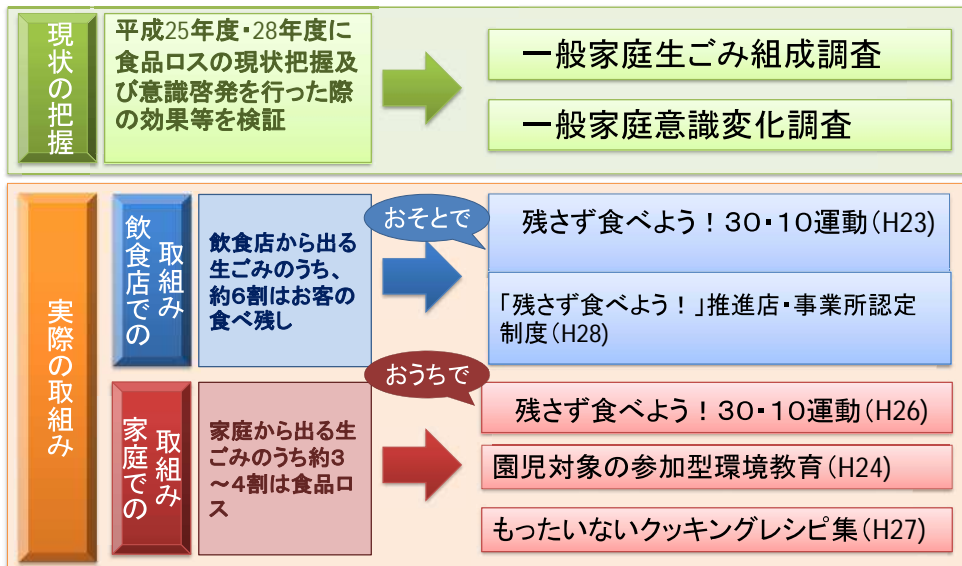 現状の把握
平成25年度・28年度に
食品ロスの現状把握及
び意識啓発を行った際
の効果等を検証
一般家庭生ごみ組成調査
一般家庭意識変化調査
実際の取組み
飲食店での
取組み
飲食店から出る
生ごみのうち、
約6割はお客の
食べ残し
おそとで
残さず食べよう！30・10運動(H23)
「残さず食べよう！」推進店・事業所認定
制度(H28)
家庭での
取組み
家庭から出る生
ごみのうち約3
～4割は食品ロ
ス
おうちで
残さず食べよう！30・10運動(H26)
園児対象の参加型環境教育(H24)
もったいないクッキングレシピ集(H27)